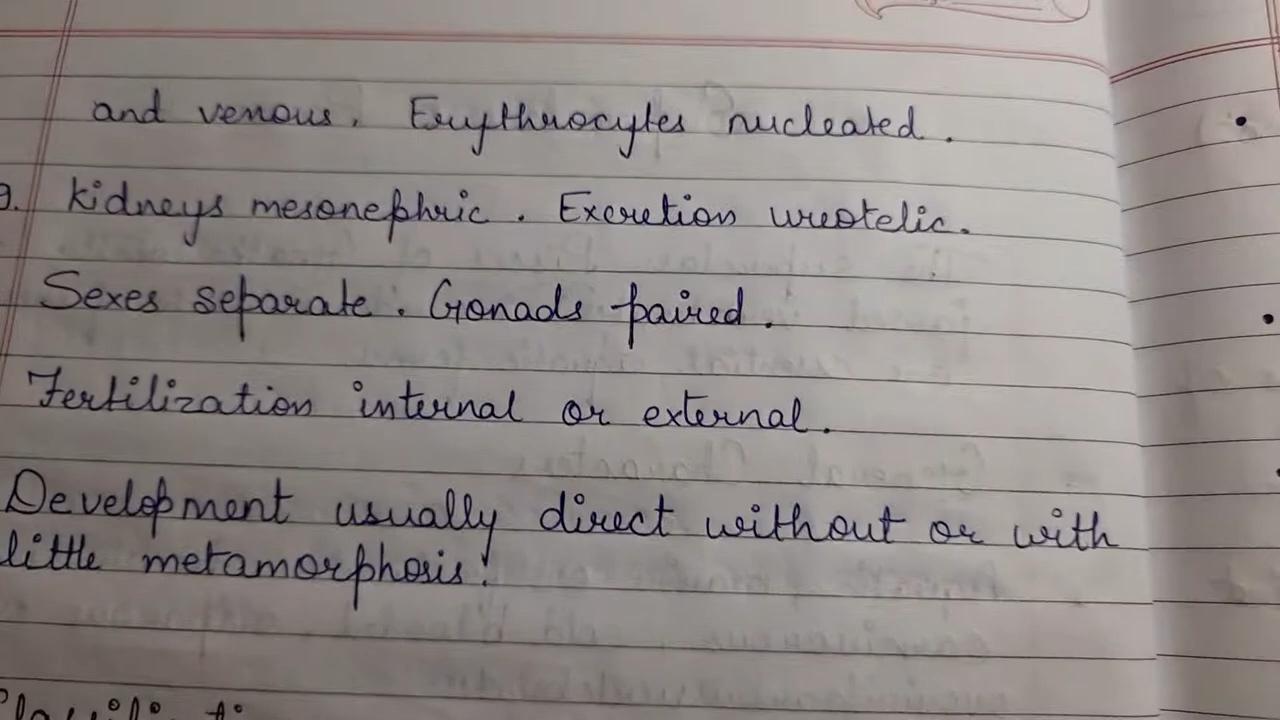 and venous. Erythrocytes nucleated.
9. Kidneys mesonephric. Excretion ureotelic.
Sexes separate. Gonads paired.
Fertilization internal or external.
Development usually direct without or with
little metamorphosis.